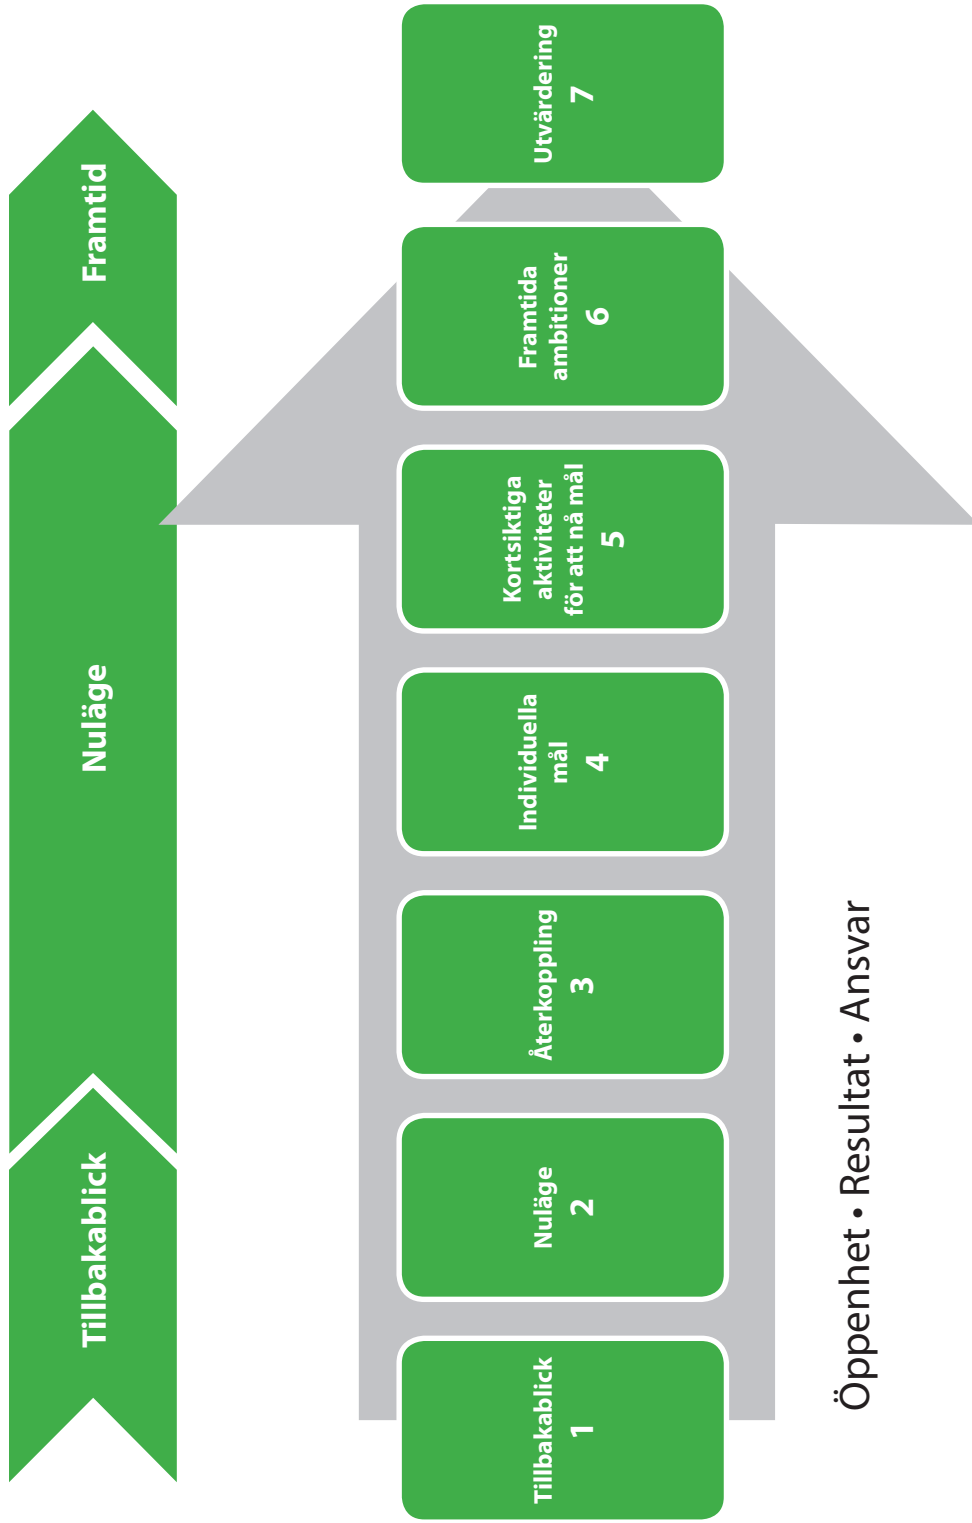 Tillbakablick
Nuläge
Framtid
Tillbakablick
1
Nuläge
2
Återkoppling
3
Individuella
mål
4
Kortsiktiga
aktiviteter
för att nå mål
5
Framtida
ambitioner
6
Utvärdering
7
Öppenhet • Resultat • Ansvar